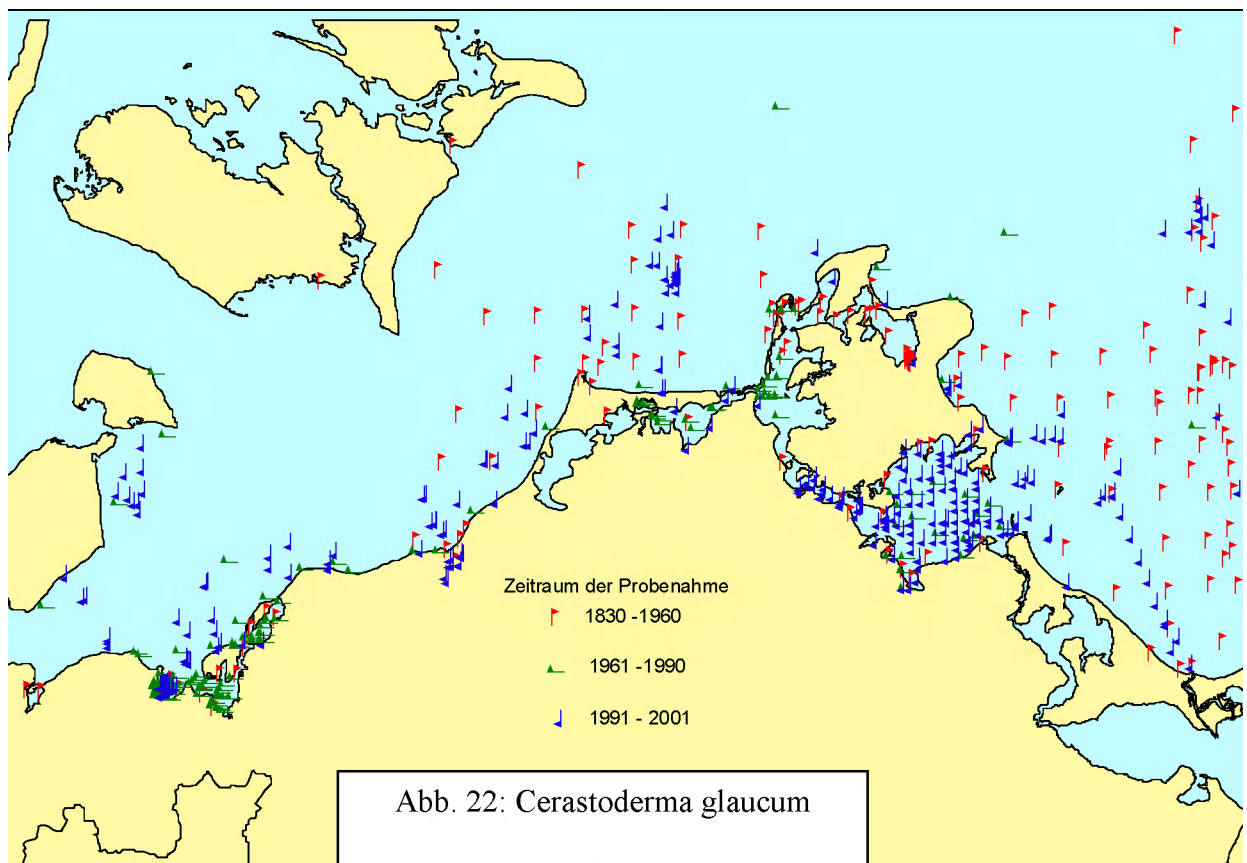 Zeitraum der Probenahme
1830 -1960
1961 -1990
1991 - 2001
Abb. 22: Cerastoderma glaucum